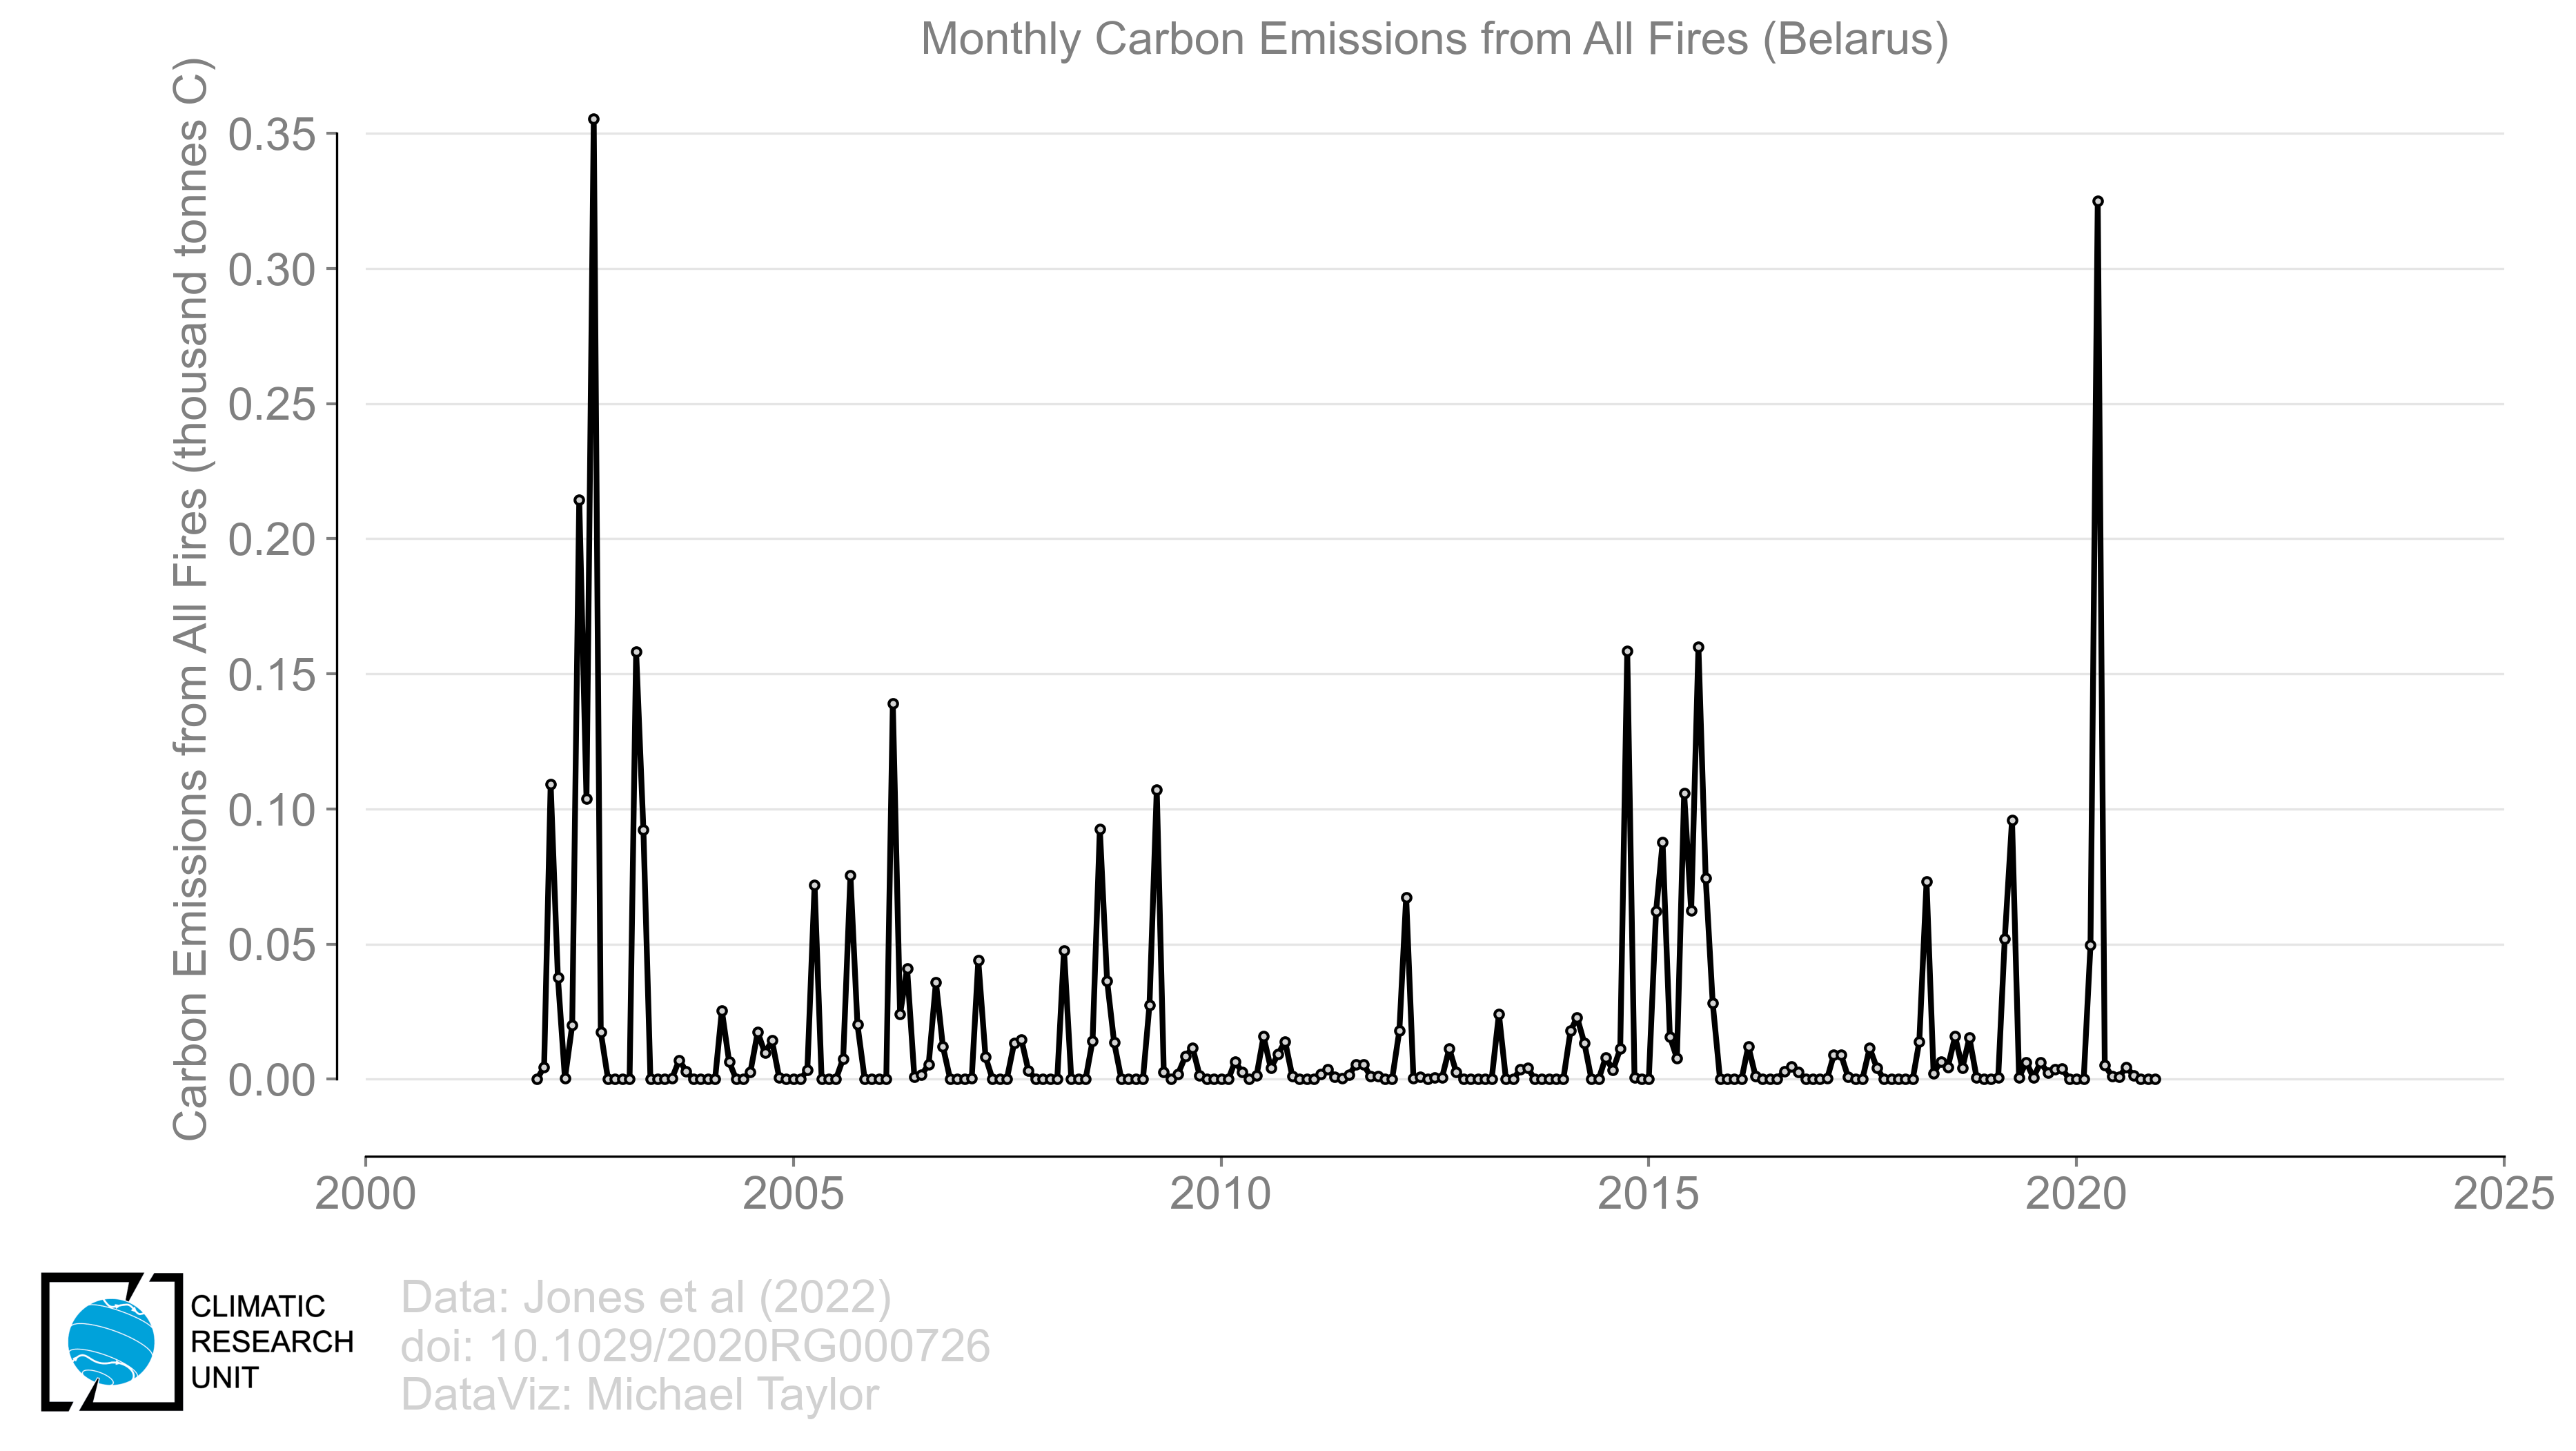 Monthly Carbon Emissions from All Fires (Belarus)
Carbon Emissions from All Fires (thousand tonnes C)
0.35
0.30
0.25
0.20
0.15
0.10
0.05
0.00
2000 2005 2010 2015 2020 2025
CLIMATIC
RESEARCH
UNIT
Data: Jones et al (2022)
doi: 10.1029/2020RG000726
DataViz: Michael Taylor